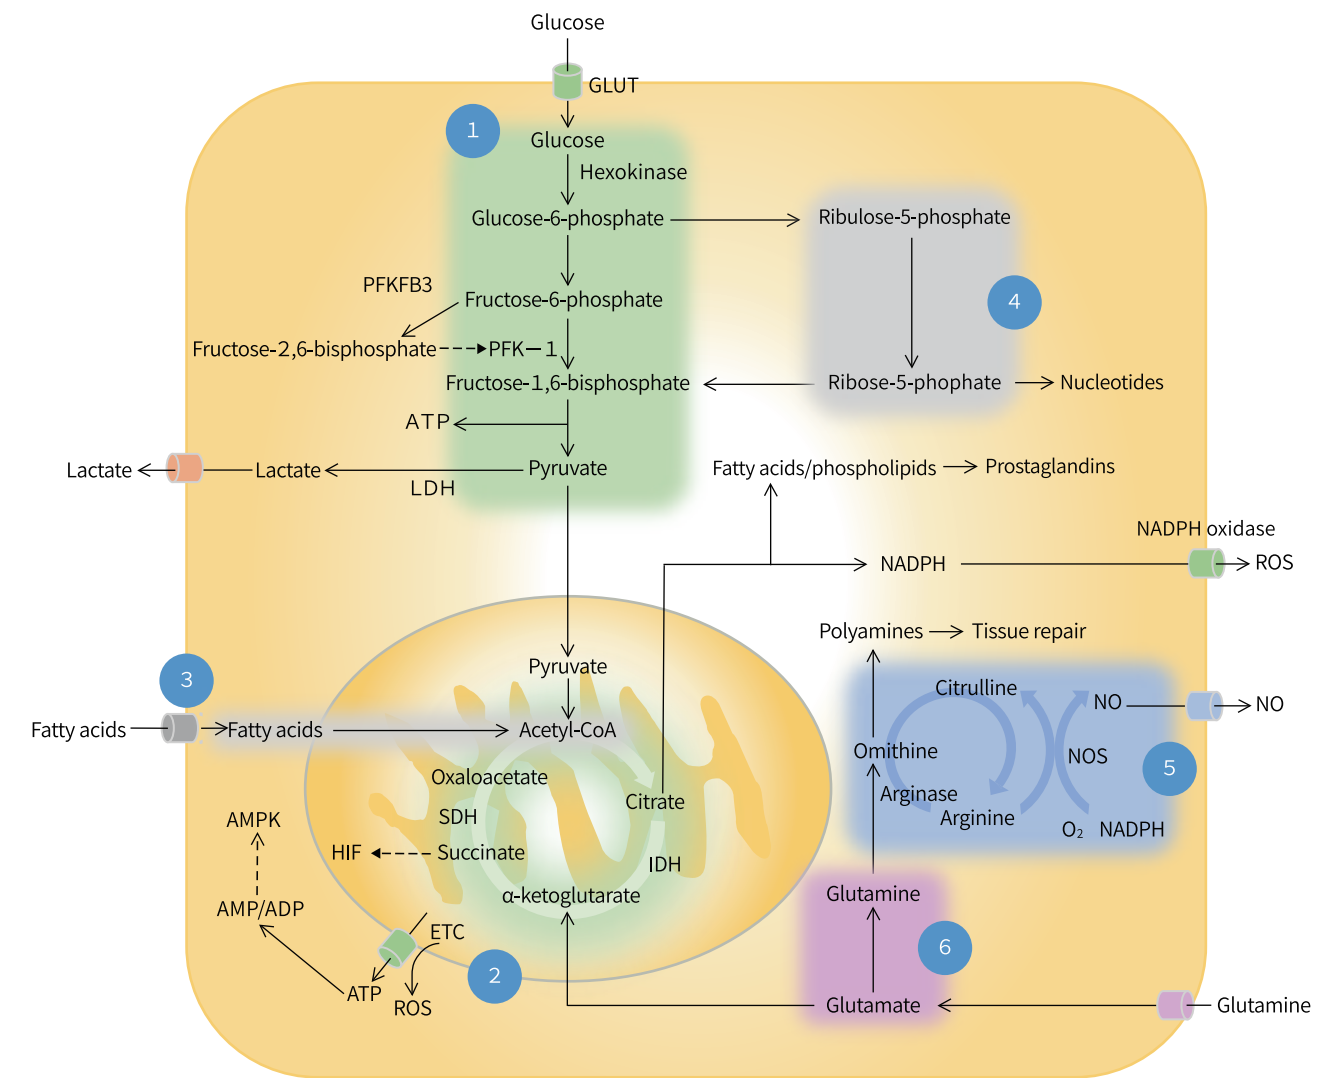 Glucose
GLUT
1
Glucose
Hexokinase
Glucose-6-phosphate
Ribulose-5-phosphate
PFKFB3
Fructose-6-phosphate
4
Fructose-2,6-bisphosphate
PFK-1
Fructose-1,6-bisphosphate
Ribose-5-phophate
Nucleotides
ATP
Lactate
Lactate
Pyruvate
LDH
Fatty acids/phospholipids
Prostaglandins
NADPH oxidase
NADPH
ROS
Polyamines
Tissue repair
Pyruvate
3
Citrulline
NO
NO
Fatty acids
Fatty acids
Acetyl-CoA
Omithine
NOS
5
Oxaloacetate
Citrate
Arginase
SDH
Arginine
O₂
NADPH
AMPK
HIF
Succinate
IDH
α-ketoglutarate
Glutamine
AMP/ADP
ETC
6
2
ATP
ROS
Glutamate
Glutamine